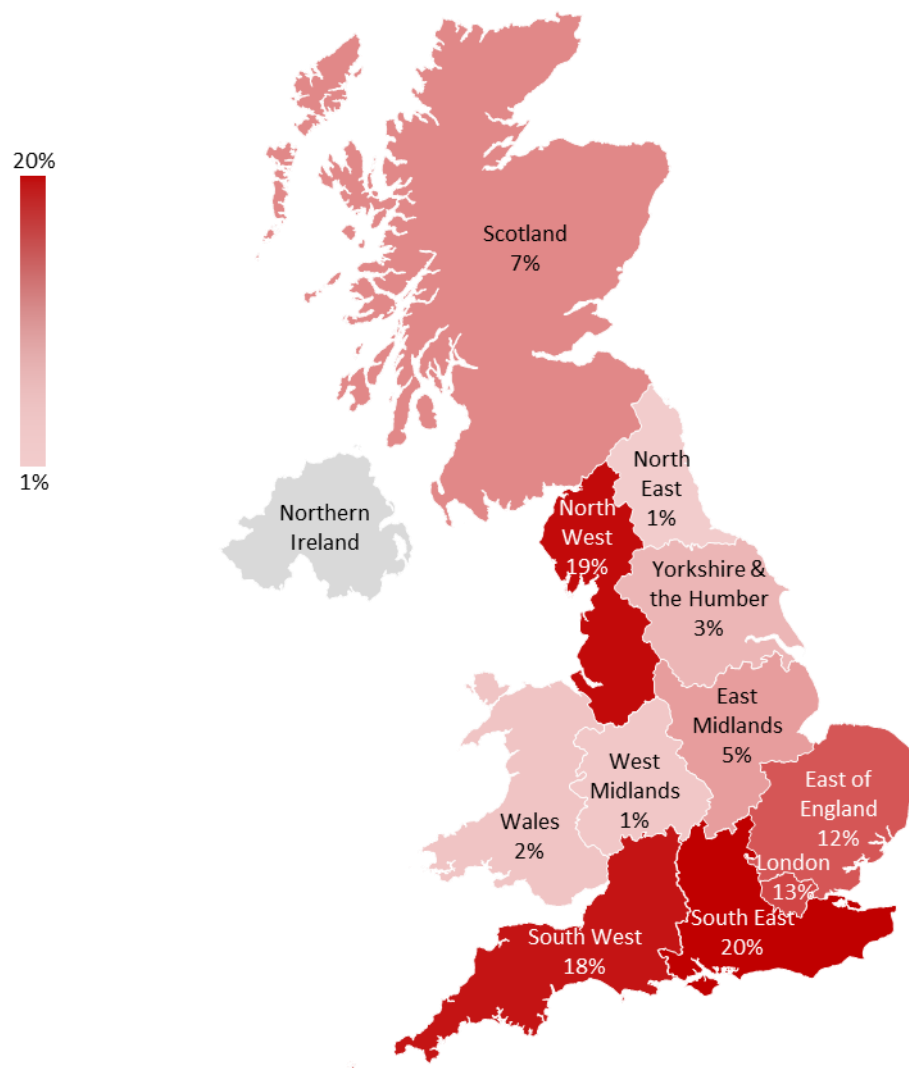 20%
1%
Scotland
7%
Northern
Ireland
North
East
1%
North
West
19%
Yorkshire &
the Humber
3%
East
Midlands
5%
West
Midlands
1%
Wales
2%
East of
England
12%
London
13%
South East
20%
South West
18%